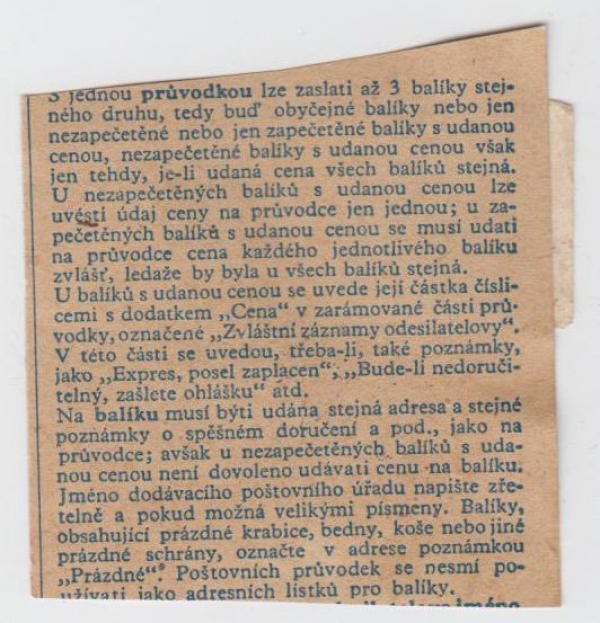 S jednou průvodkou lze zaslati až 3 balíky stej-
ného druhu, tedy buď obyčejné balíky nebo jen
nezapečetěné nebo jen zapečetěné balíky s udanou
cenou, nezapečetěné balíky s udanou cenou však
jen tehdy, je-li udaná cena všech balíků stejná.
U nezapečetěných balíků s udanou cenou lze
uvésti údaj ceny na průvodce jen jednou; u za-
pečetěných balíků s udanou cenou se musí udati
na průvodce cena každého jednotlivého balíku
zvlášť, ledaže by byla u všech balíků stejná.
U balíků s udanou cenou se uvede její částka čísli-
cemi s dodatkem „Cena“ v zarámované části prů-
vodky, označené „Zvláštní záznamy odesilatelovy“.
V této části se uvedou, třeba-li, také poznámky,
jako „Expres, posel zaplacen“, „Bude-li nedoruči-
telný, zašlete ohlášku“ atd.
Na balíku musí býti udána stejná adresa a stejné
poznámky o spěšném doručení a pod., jako na
průvodce; avšak u nezapečetěných balíků s uda-
nou cenou není dovoleno udávati cenu na balíku.
Jméno dodávacího poštovního úřadu napište zře-
telně a pokud možná velikými písmeny. Balíky,
obsahující prázdné krabice, bedny, koše nebo jiné
prázdné schrány, označte v adrese poznámkou
„Prázdné“. Poštovních průvodek se nesmí po-
užívati jako adresních lístků pro balíky.
jméno